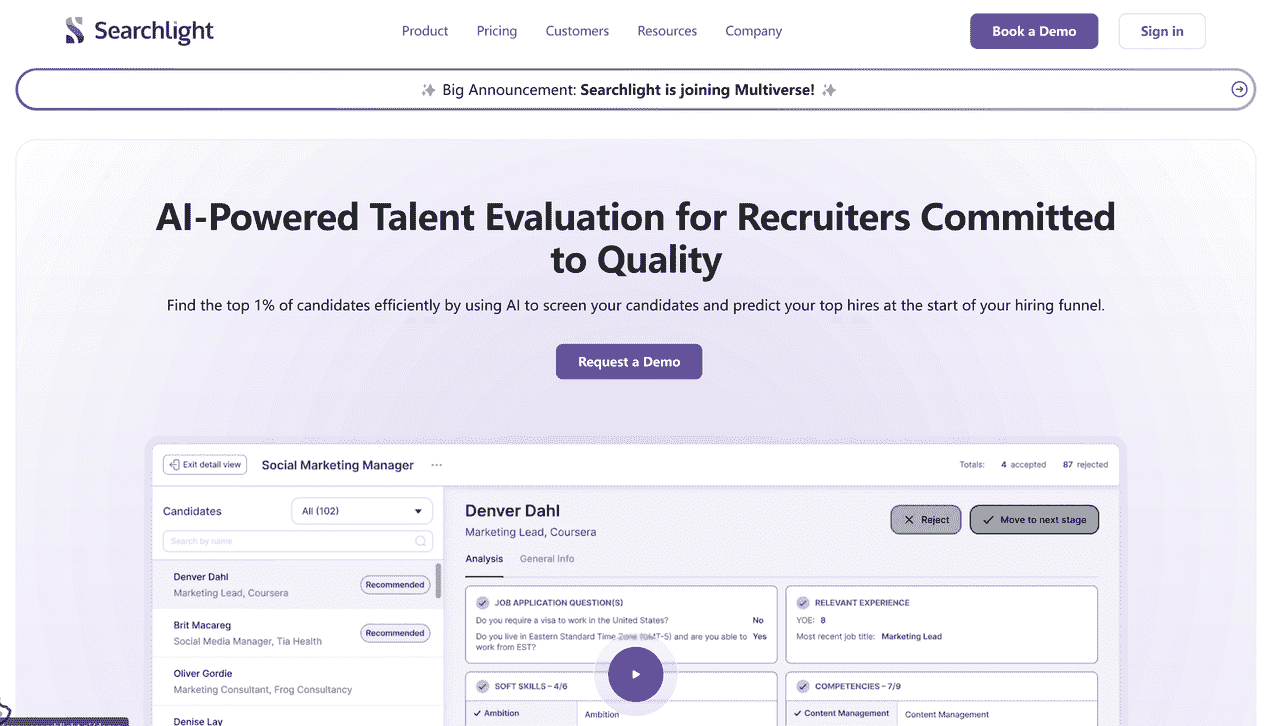 Searchlight
Product
Pricing
Customers
Resources
Company
Book a Demo
Sign in
✨ Big Announcement: Searchlight is joining Multiverse! ✨
AI-Powered Talent Evaluation for Recruiters Committed
to Quality
Find the top 1% of candidates efficiently by using AI to screen your candidates and predict your top hires at the start of your hiring funnel.
Request a Demo
Exit detail view
Social Marketing Manager
Totals: 4 accepted 87 rejected
Candidates
All (102)
Search by name
Denver Dahl
Marketing Lead, Coursera
Recommended
Brit Macareg
Social Media Manager, Tia Health
Recommended
Oliver Gordie
Marketing Consultant, Frog Consultancy
Denise Lay
Denver Dahl
Marketing Lead, Coursera
Reject
Move to next stage
Analysis
General Info
JOB APPLICATION QUESTION(S)
Do you require a visa to work in the United States? No
Do you live in Eastern Standard Time Zone (GMT-5) and are you able to Yes
work from EST?
RELEVANT EXPERIENCE
YOE: 8
Most recent job title: Marketing Lead
SOFT SKILLS – 4/6
Ambition
Ambition
COMPETENCIES – 7/9
Content Management
Content Management